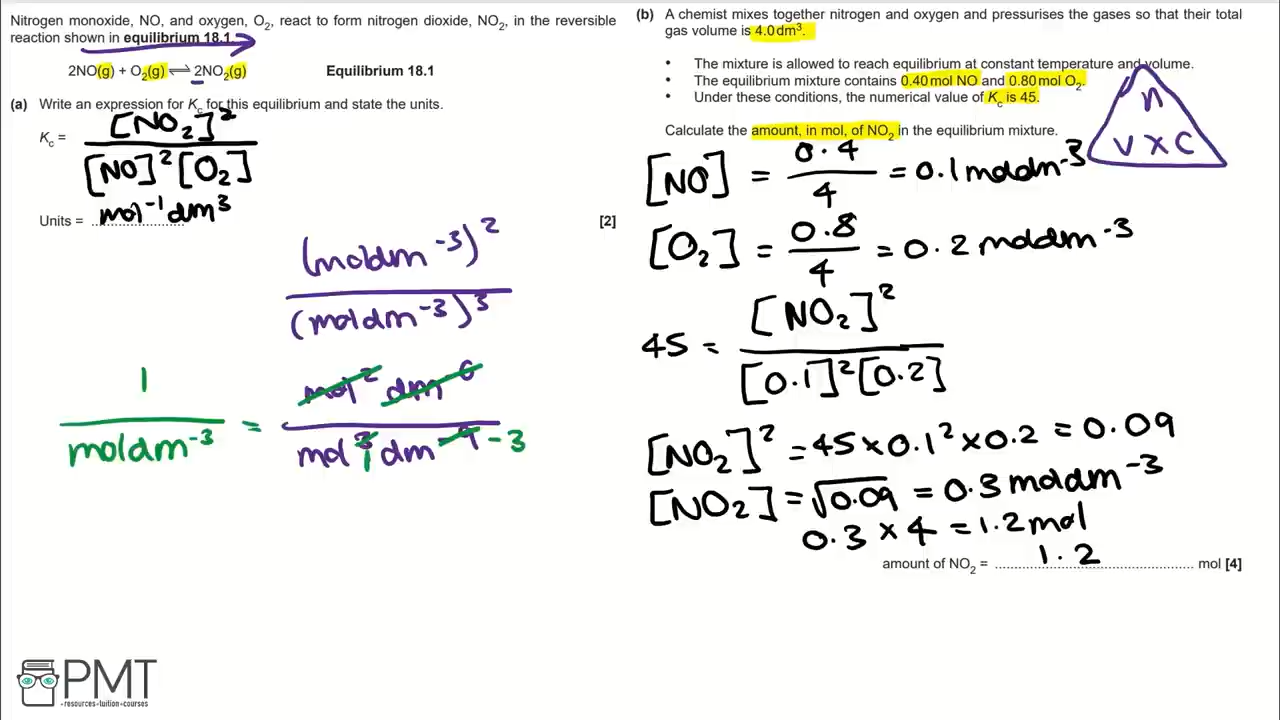 Nitrogen monoxide, NO, and oxygen, O₂, react to form nitrogen dioxide, NO₂, in the reversible
reaction shown in equilibrium 18.1.
2NO(g) + O₂(g) ⇌ 2NO₂(g) Equilibrium 18.1
(a) Write an expression for Kc for this equilibrium and state the units.
[NO₂]²
Kc =
[NO]² [O₂]
Units = mol⁻¹ dm³ [2]
(moldm⁻³)²
(moldm⁻³)³
1
mol² dm⁻⁶
moldm⁻³ = mol³ 1 dm⁻⁹ -3
(b) A chemist mixes together nitrogen and oxygen and pressurises the gases so that their total
gas volume is 4.0 dm³.
• The mixture is allowed to reach equilibrium at constant temperature and volume.
• The equilibrium mixture contains 0.40 mol NO and 0.80 mol O₂.
• Under these conditions, the numerical value of Kc is 45.
n
v x c
Calculate the amount, in mol, of NO₂ in the equilibrium mixture.
[NO] = 0.4 / 4 = 0.1 moldm⁻³
[O₂] = 0.8 / 4 = 0.2 moldm⁻³
45 = [NO₂]² / [0.1]² [0.2]
[NO₂]² = 45 × 0.1² × 0.2 = 0.09
[NO₂] = √0.09 = 0.3 moldm⁻³
0.3 × 4 = 1.2 mol
amount of NO₂ = 1.2 mol [4]
PMT
resources•tuition•courses